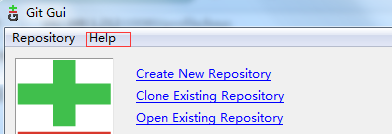 Git Gui
Repository Help
Create New Repository
Clone Existing Repository
Open Existing Repository